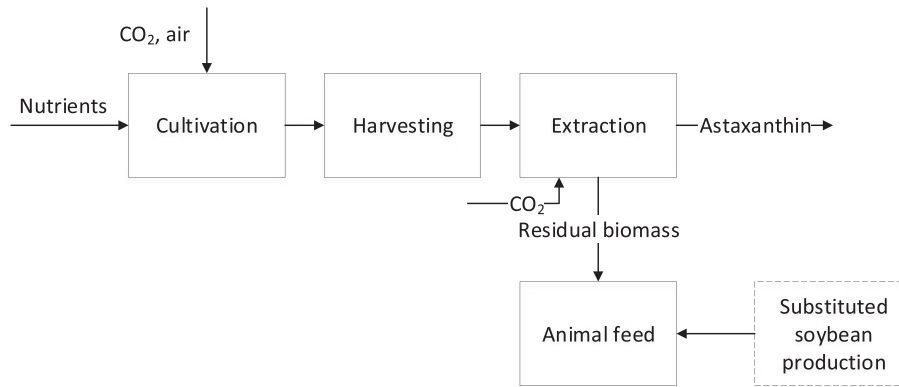 CO₂, air
Nutrients
Cultivation
Harvesting
Extraction
Astaxanthin
CO₂
Residual biomass
Animal feed
Substituted
soybean
production